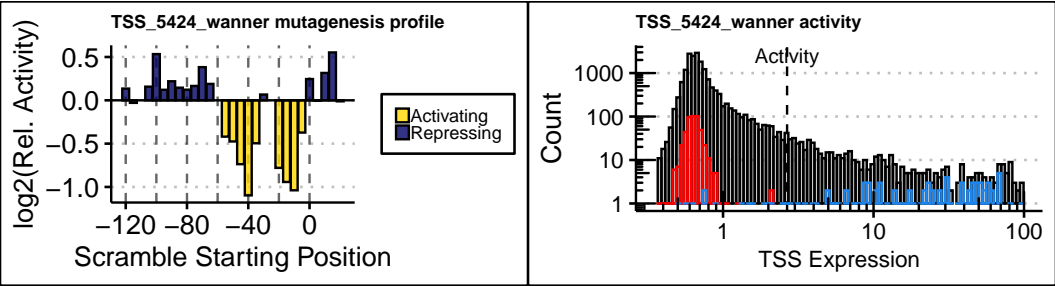 TSS_5424_wanner mutagenesis profile
log2(Rel. Activity)
0.5
0.0
−0.5
−1.0
−120 −80 −40 0
Scramble Starting Position
Activating
Repressing
TSS_5424_wanner activity
Activity
Count
1000
100
10
1
1 10 100
TSS Expression